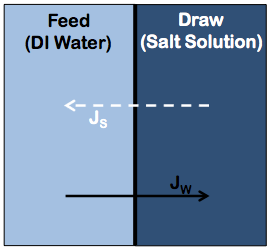 Feed
(DI Water)
Draw
(Salt Solution)
JS
JW